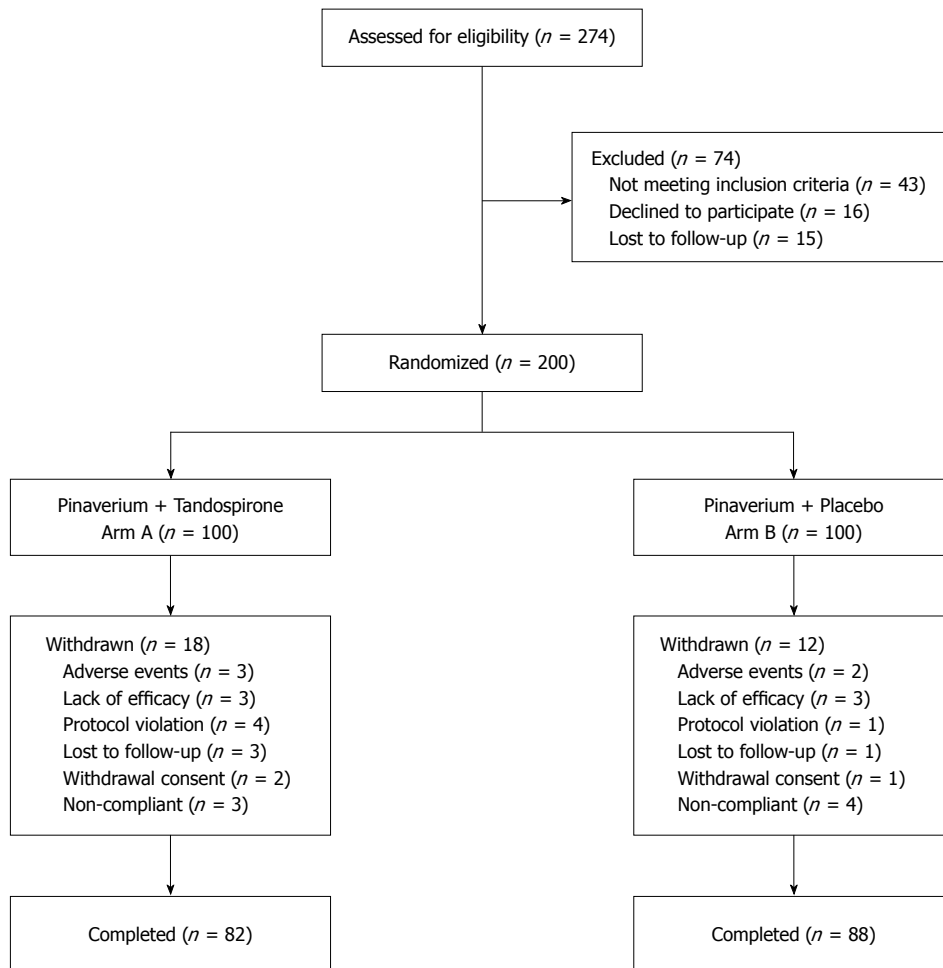 Assessed for eligibility (n = 274)
Excluded (n = 74)
Not meeting inclusion criteria (n = 43)
Declined to participate (n = 16)
Lost to follow-up (n = 15)
Randomized (n = 200)
Pinaverium + Tandospirone
Arm A (n = 100)
Pinaverium + Placebo
Arm B (n = 100)
Withdrawn (n = 18)
Adverse events (n = 3)
Lack of efficacy (n = 3)
Protocol violation (n = 4)
Lost to follow-up (n = 3)
Withdrawal consent (n = 2)
Non-compliant (n = 3)
Withdrawn (n = 12)
Adverse events (n = 2)
Lack of efficacy (n = 3)
Protocol violation (n = 1)
Lost to follow-up (n = 1)
Withdrawal consent (n = 1)
Non-compliant (n = 4)
Completed (n = 82)
Completed (n = 88)